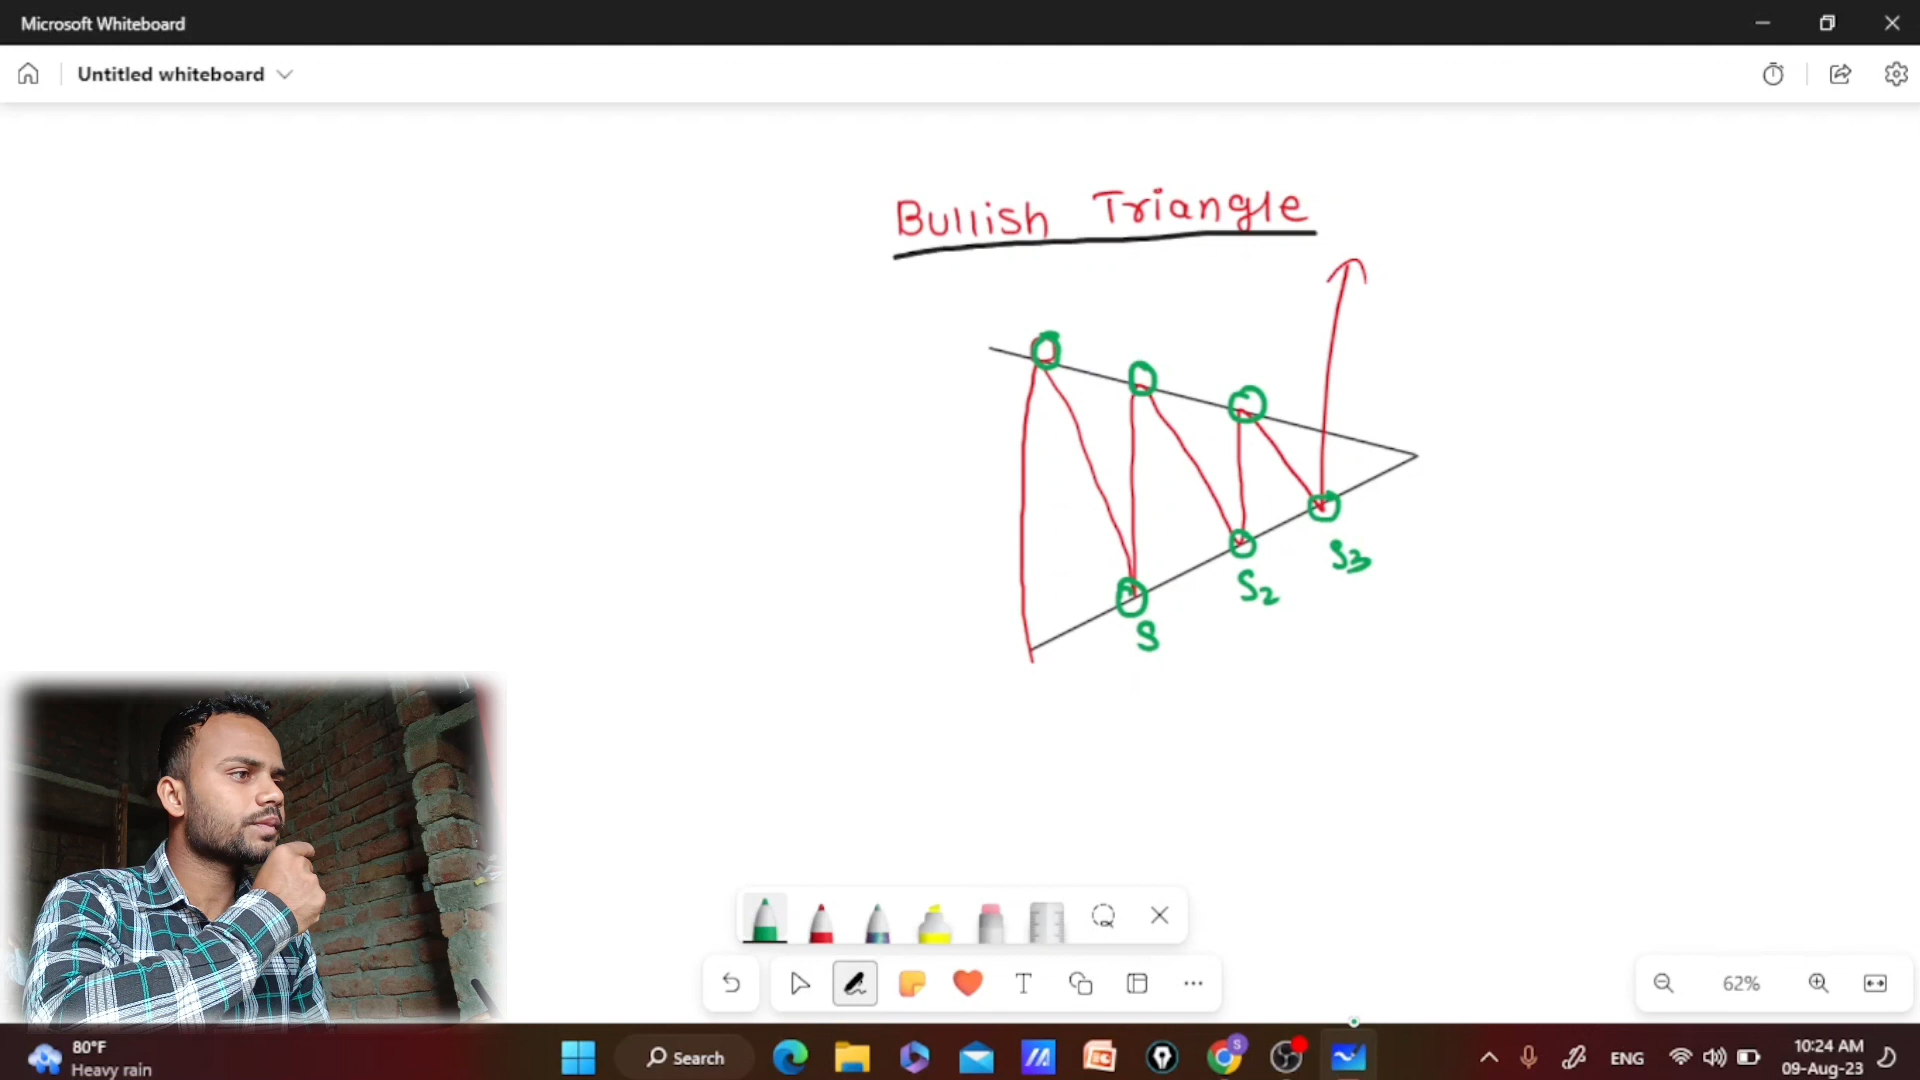 Microsoft Whiteboard
Untitled whiteboard
Bullish Triangle
S3
S2
S
T
62%
80°F
Heavy rain
Search
S
ENG
10:24 AM
09-Aug-23